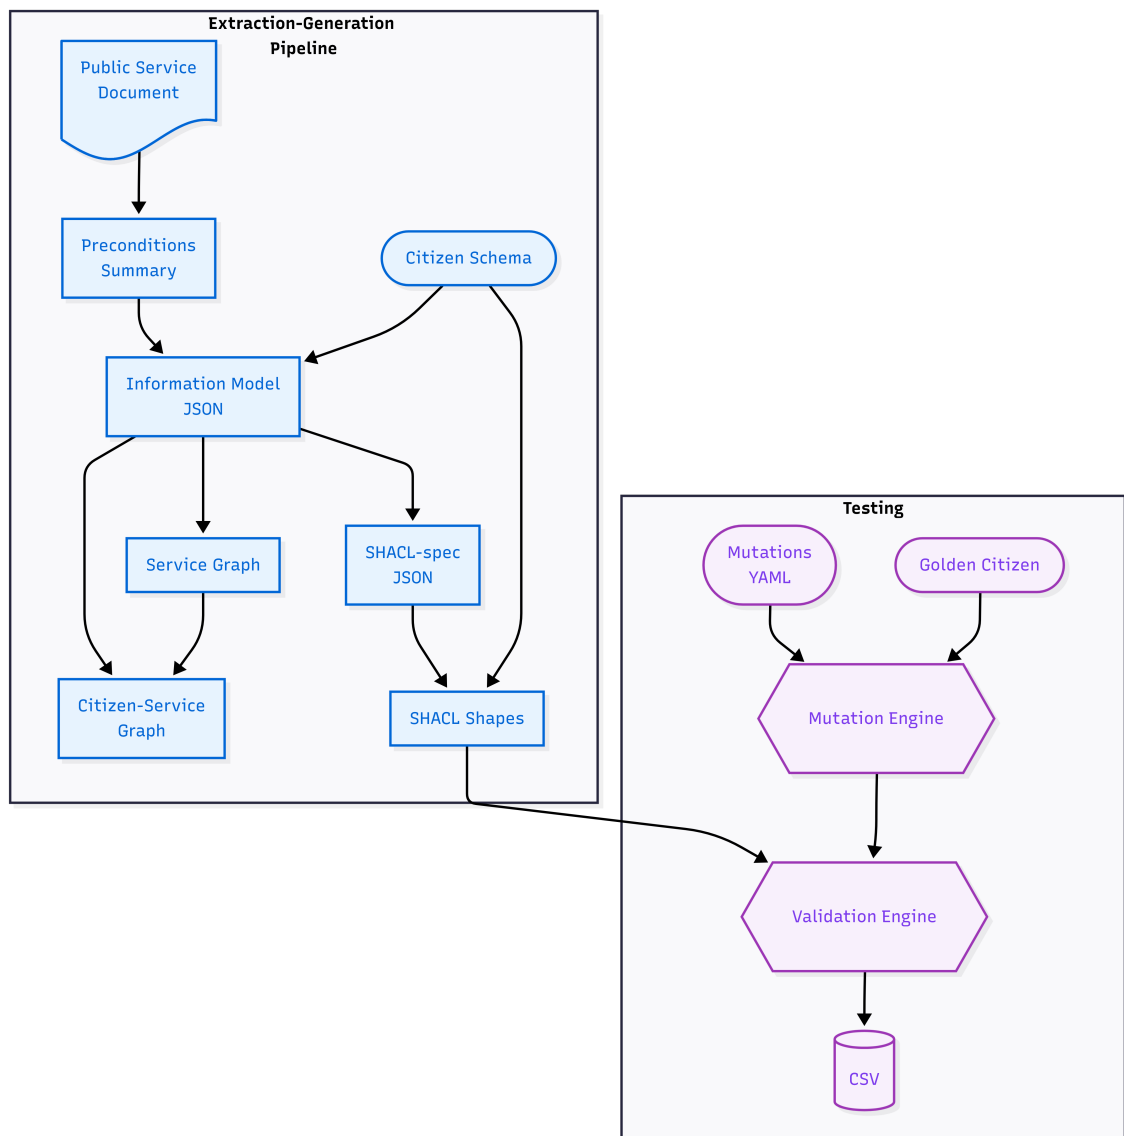 Extraction-Generation
Pipeline
Public Service
Document
Preconditions
Summary
Citizen Schema
Information Model
JSON
Service Graph
SHACL-spec
JSON
Citizen-Service
Graph
SHACL Shapes
Testing
Mutations
YAML
Golden Citizen
Mutation Engine
Validation Engine
CSV